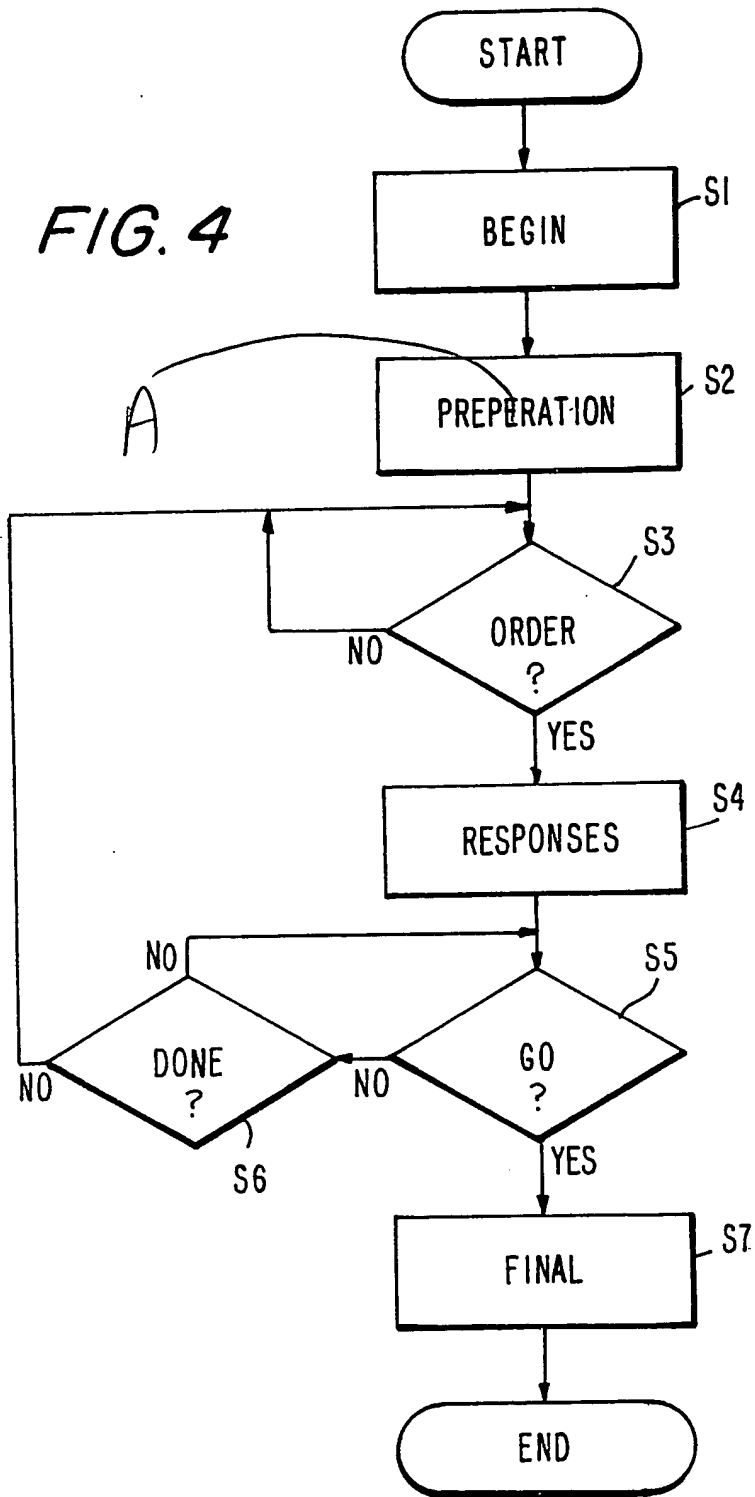 START
S1
BEGIN
FIG. 4
S2
PREPERATION
A
S3
ORDER
?
NO
YES
S4
RESPONSES
NO
S5
DONE
?
GO
?
NO
NO
S6
YES
S7
FINAL
END